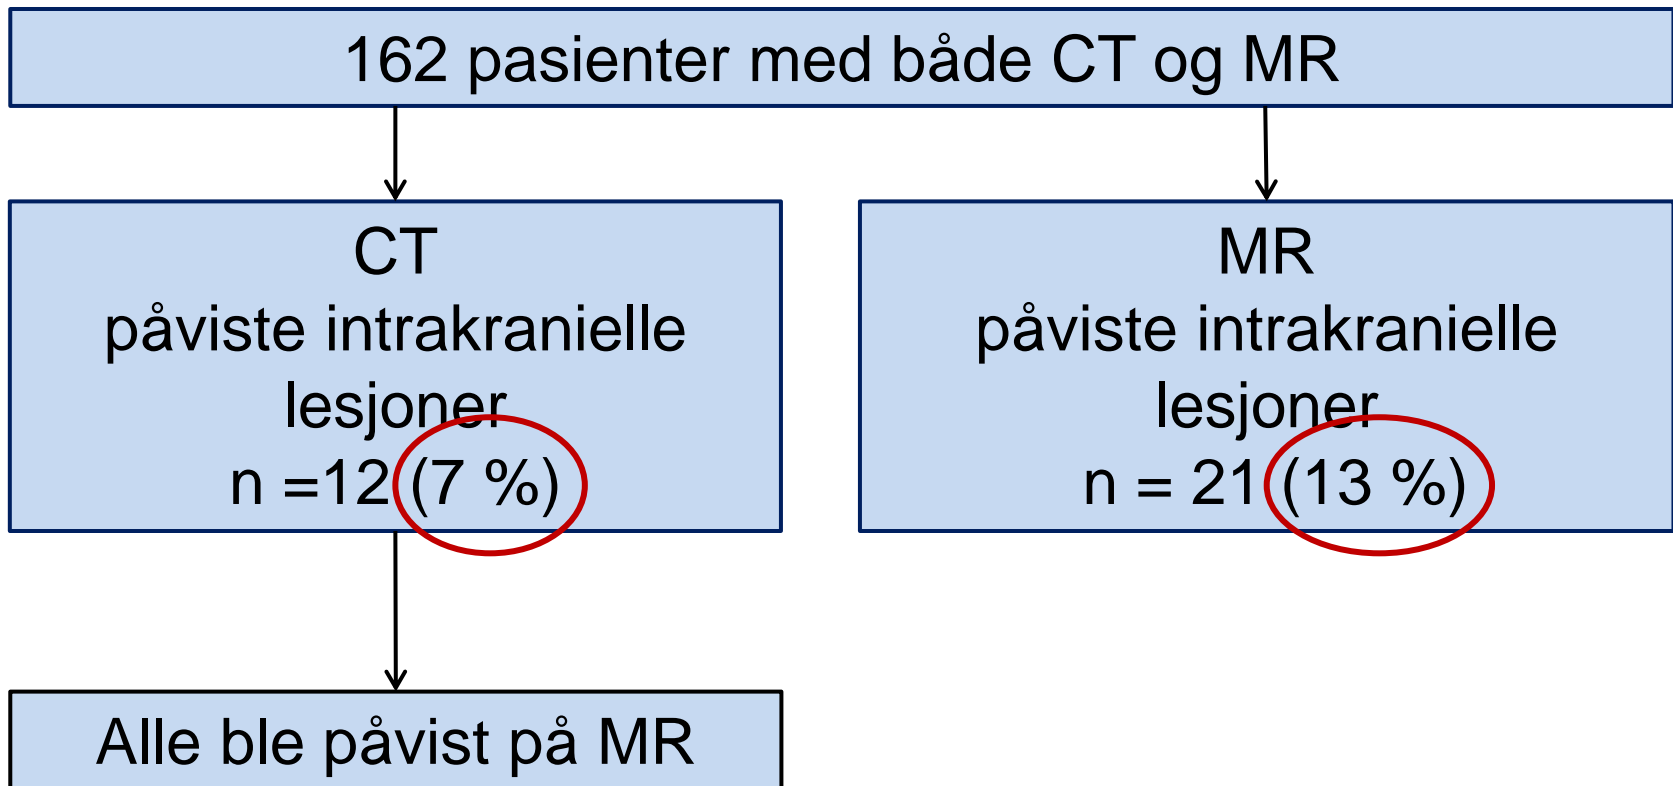 162 pasienter med både CT og MR
CT
påviste intrakranielle
lesjoner
n =12 (7 %)
MR
påviste intrakranielle
lesjoner
n = 21 (13 %)
Alle ble påvist på MR